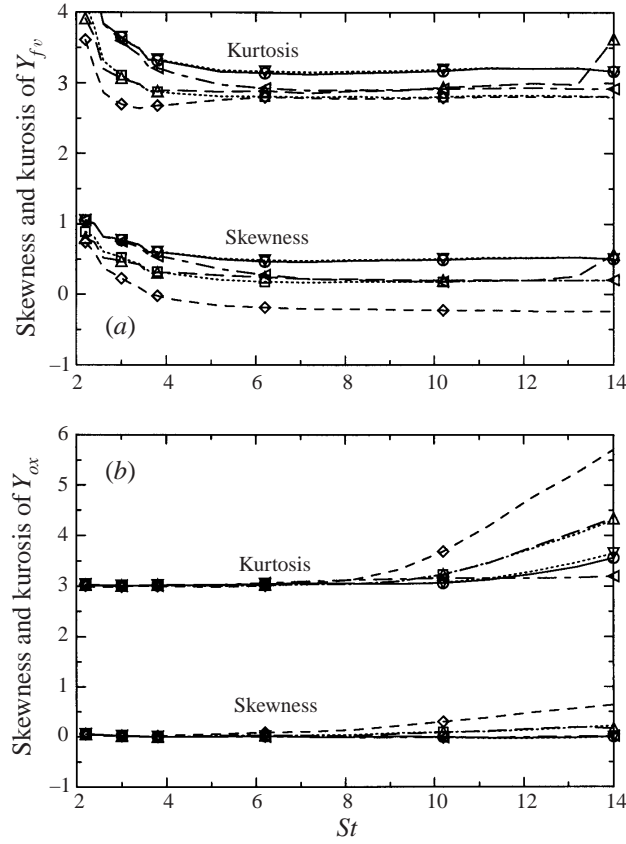 4
3
2
1
0
–1
Skewness and kurosis of Y_fv
Kurtosis
Skewness
(a)
2 4 6 8 10 12 14
6
5
4
3
2
1
0
–1
Skewness and kurosis of Y_ox
(b)
Kurtosis
Skewness
2 4 6 8 10 12 14
St